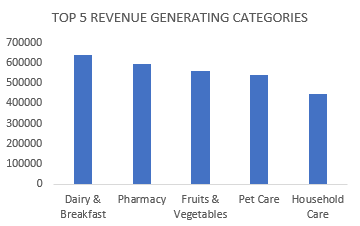 TOP 5 REVENUE GENERATING CATEGORIES
700000
600000
500000
400000
300000
200000
100000
0
Dairy &
Breakfast
Pharmacy
Fruits &
Vegetables
Pet Care
Household
Care